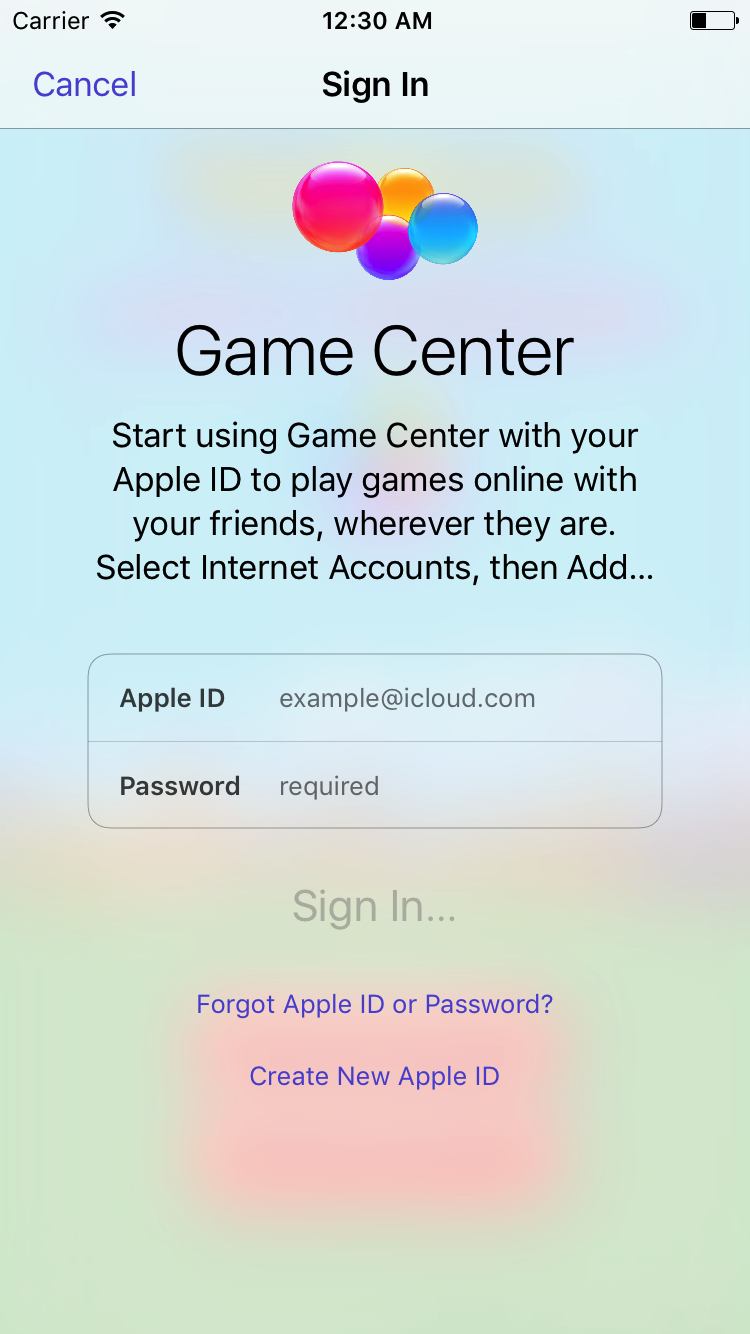 Carrier 12:30 AM
Cancel Sign In
Game Center
Start using Game Center with your
Apple ID to play games online with
your friends, wherever they are.
Select Internet Accounts, then Add...
Apple ID example@icloud.com
Password required
Sign In...
Forgot Apple ID or Password?
Create New Apple ID